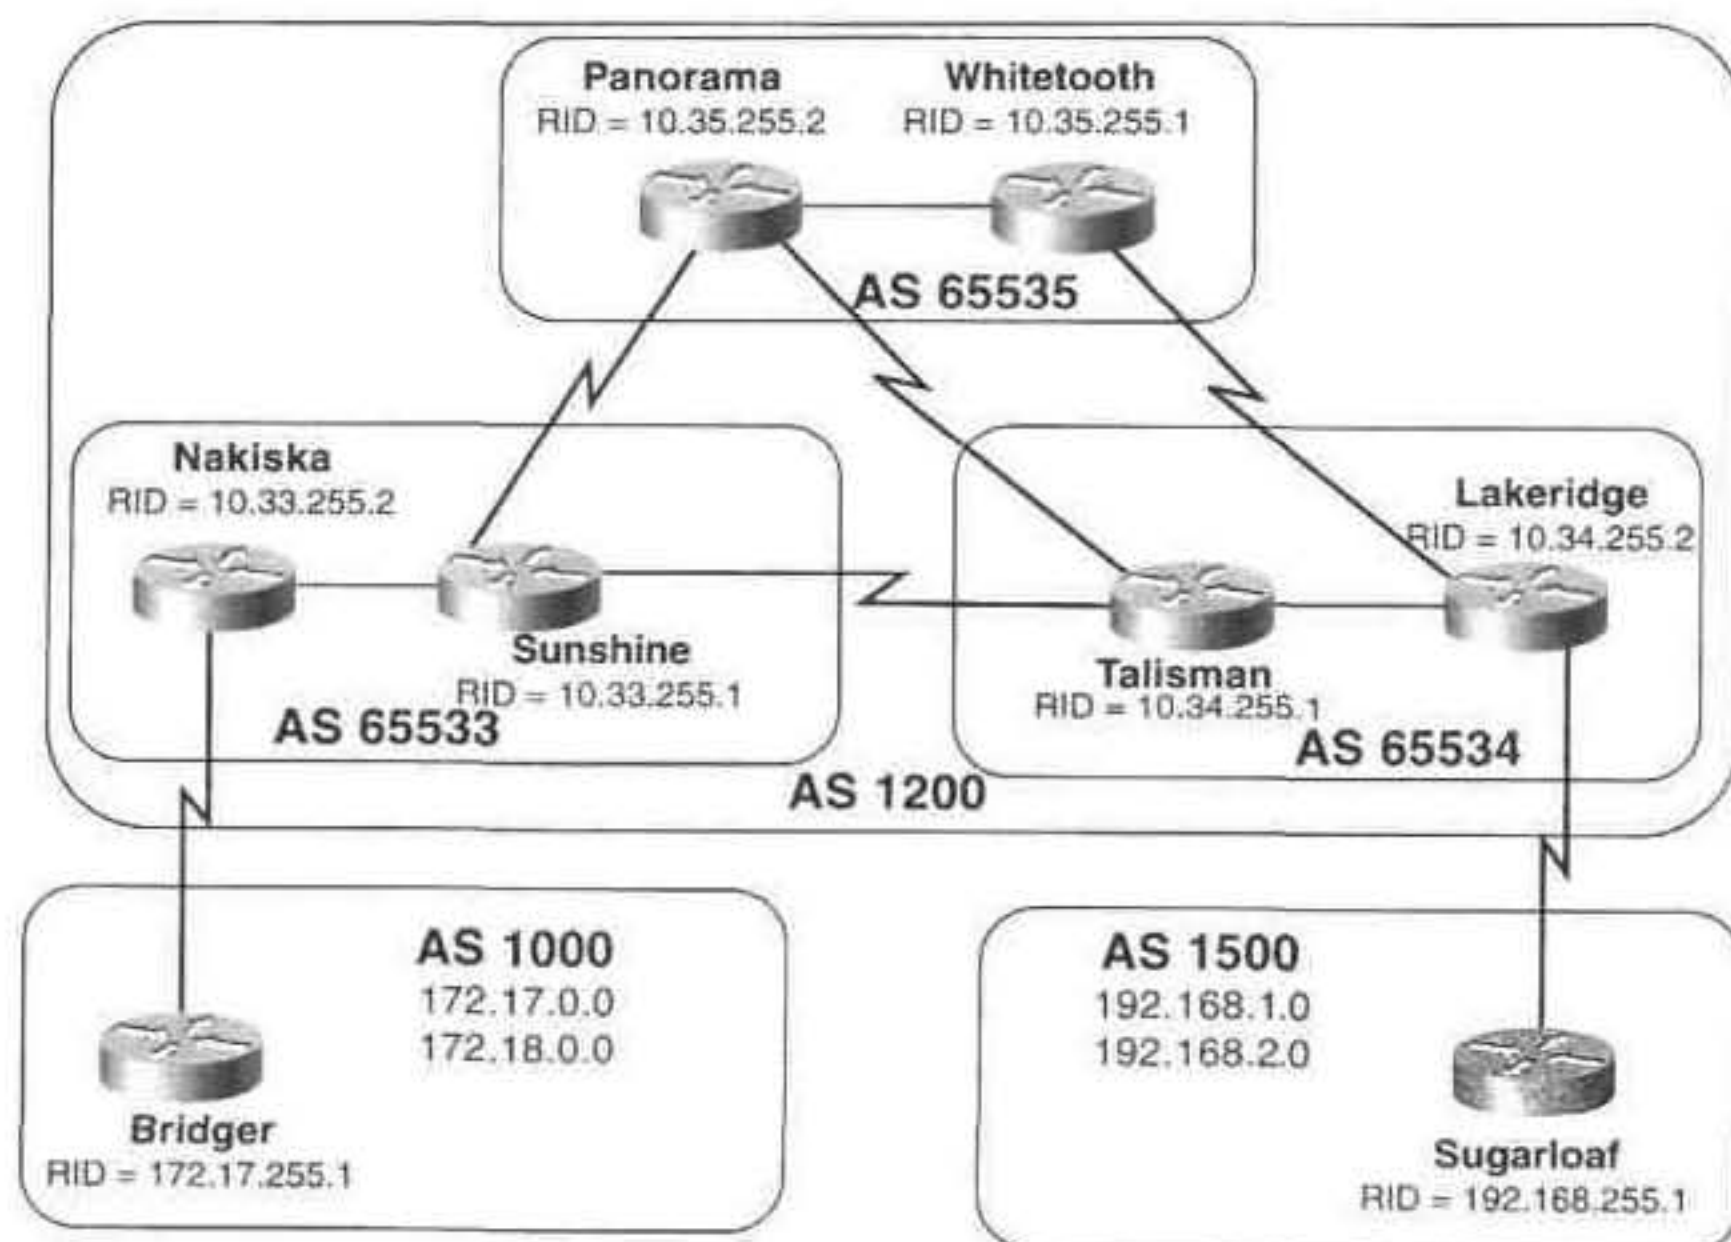 Panorama
RID = 10.35.255.2
Whitetooth
RID = 10.35.255.1
AS 65535
Nakiska
RID = 10.33.255.2
Sunshine
RID = 10.33.255.1
AS 65533
Lakeridge
RID = 10.34.255.2
Talisman
RID = 10.34.255.1
AS 65534
AS 1200
AS 1000
172.17.0.0
172.18.0.0
Bridger
RID = 172.17.255.1
AS 1500
192.168.1.0
192.168.2.0
Sugarloaf
RID = 192.168.255.1